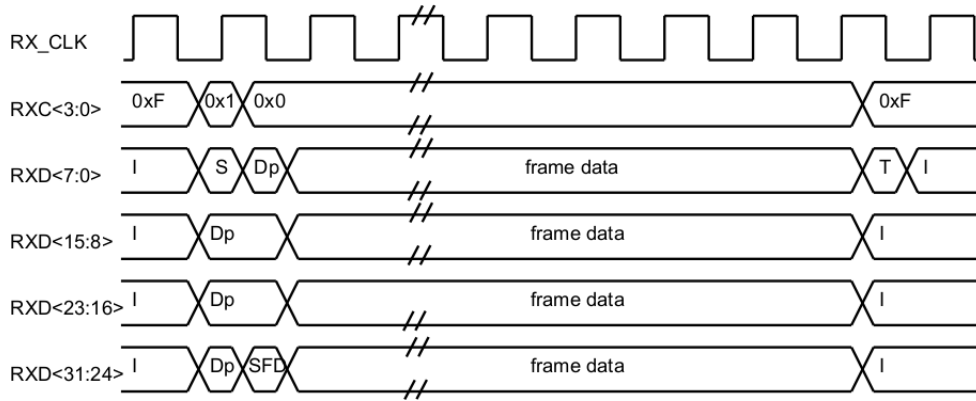 RX_CLK
RXC<3:0> 0xF 0x1 0x0 0xF
RXD<7:0> I S Dp frame data T I
RXD<15:8> I Dp frame data I
RXD<23:16> I Dp frame data I
RXD<31:24> I Dp SFD frame data I